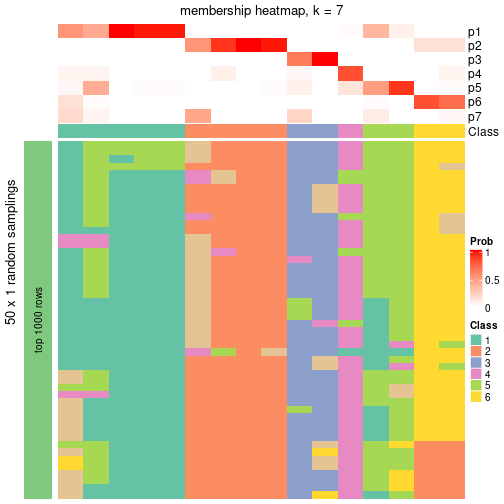 membership heatmap, k = 7
p1
p2
p3
p4
p5
p6
p7
Class
50 x 1 random samplings
top 1000 rows
Prob
1
0.5
0
Class
1
2
3
4
5
6